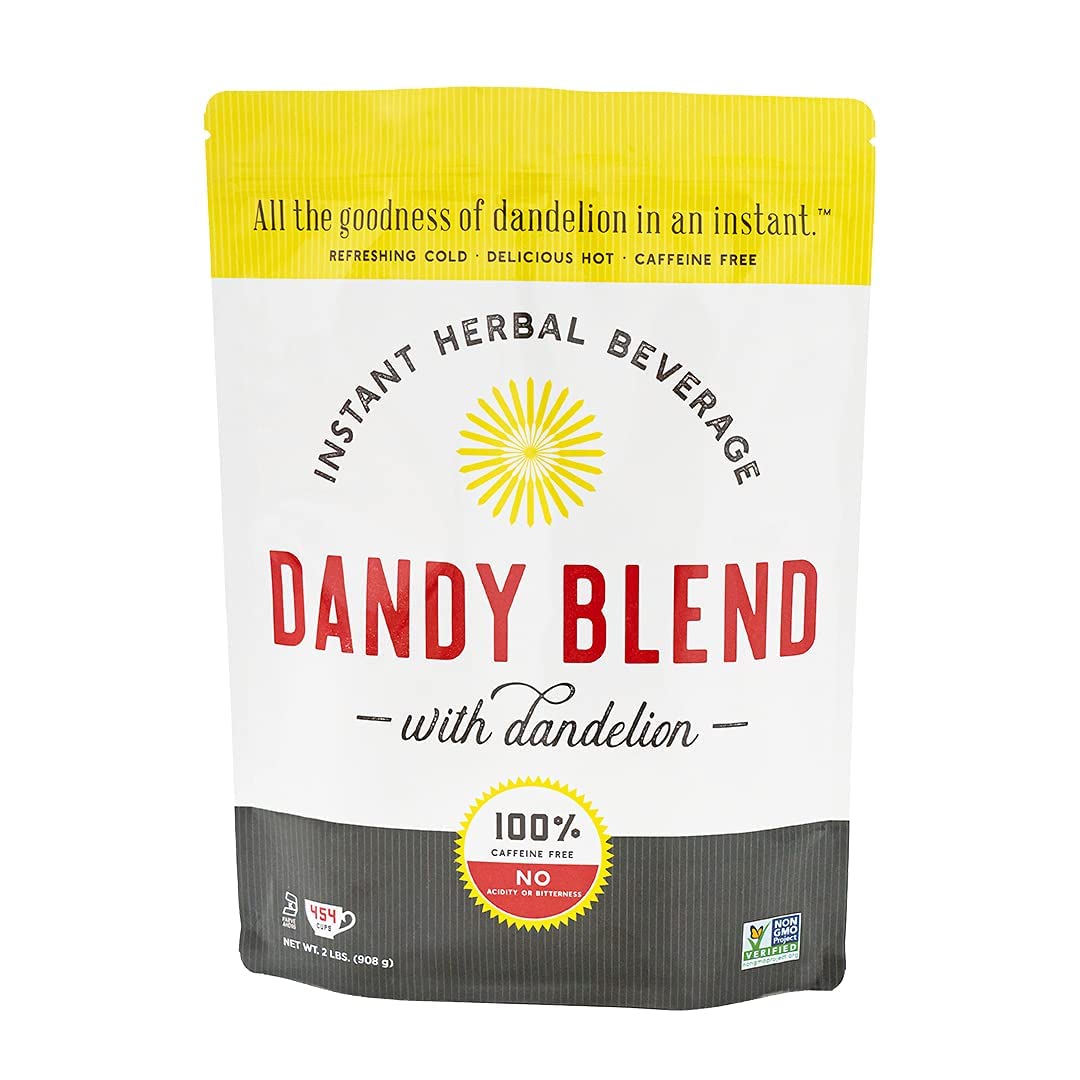 All the goodness of dandelion in an instant.™
REFRESHING COLD · DELICIOUS HOT · CAFFEINE FREE
INSTANT HERBAL BEVERAGE
DANDY BLEND
with dandelion
100%
CAFFEINE FREE
NO
ACIDITY OR BITTERNESS
454
CUPS
NET WT. 2 LBS. (908 g)
NON
GMO
Project
VERIFIED
nongmoproject.org